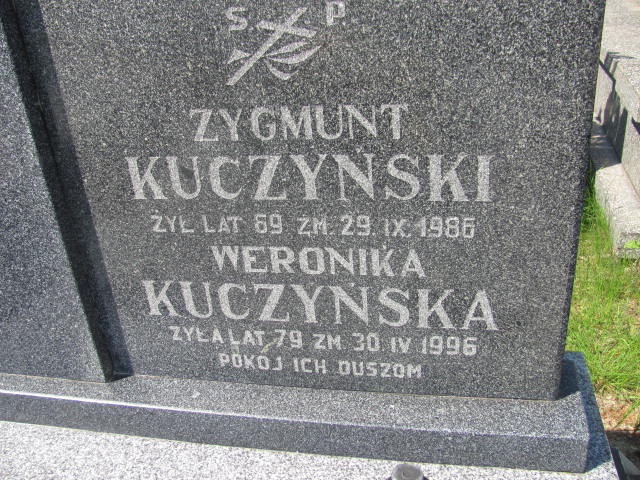 S P
ZYGMUNT
KUCZYŃSKI
ŻYŁ LAT 69 ZM. 29. IX. 1986
WERONIKA
KUCZYŃSKA
ŻYŁA LAT 79 ZM 30 IV 1996
POKÓJ ICH DUSZOM